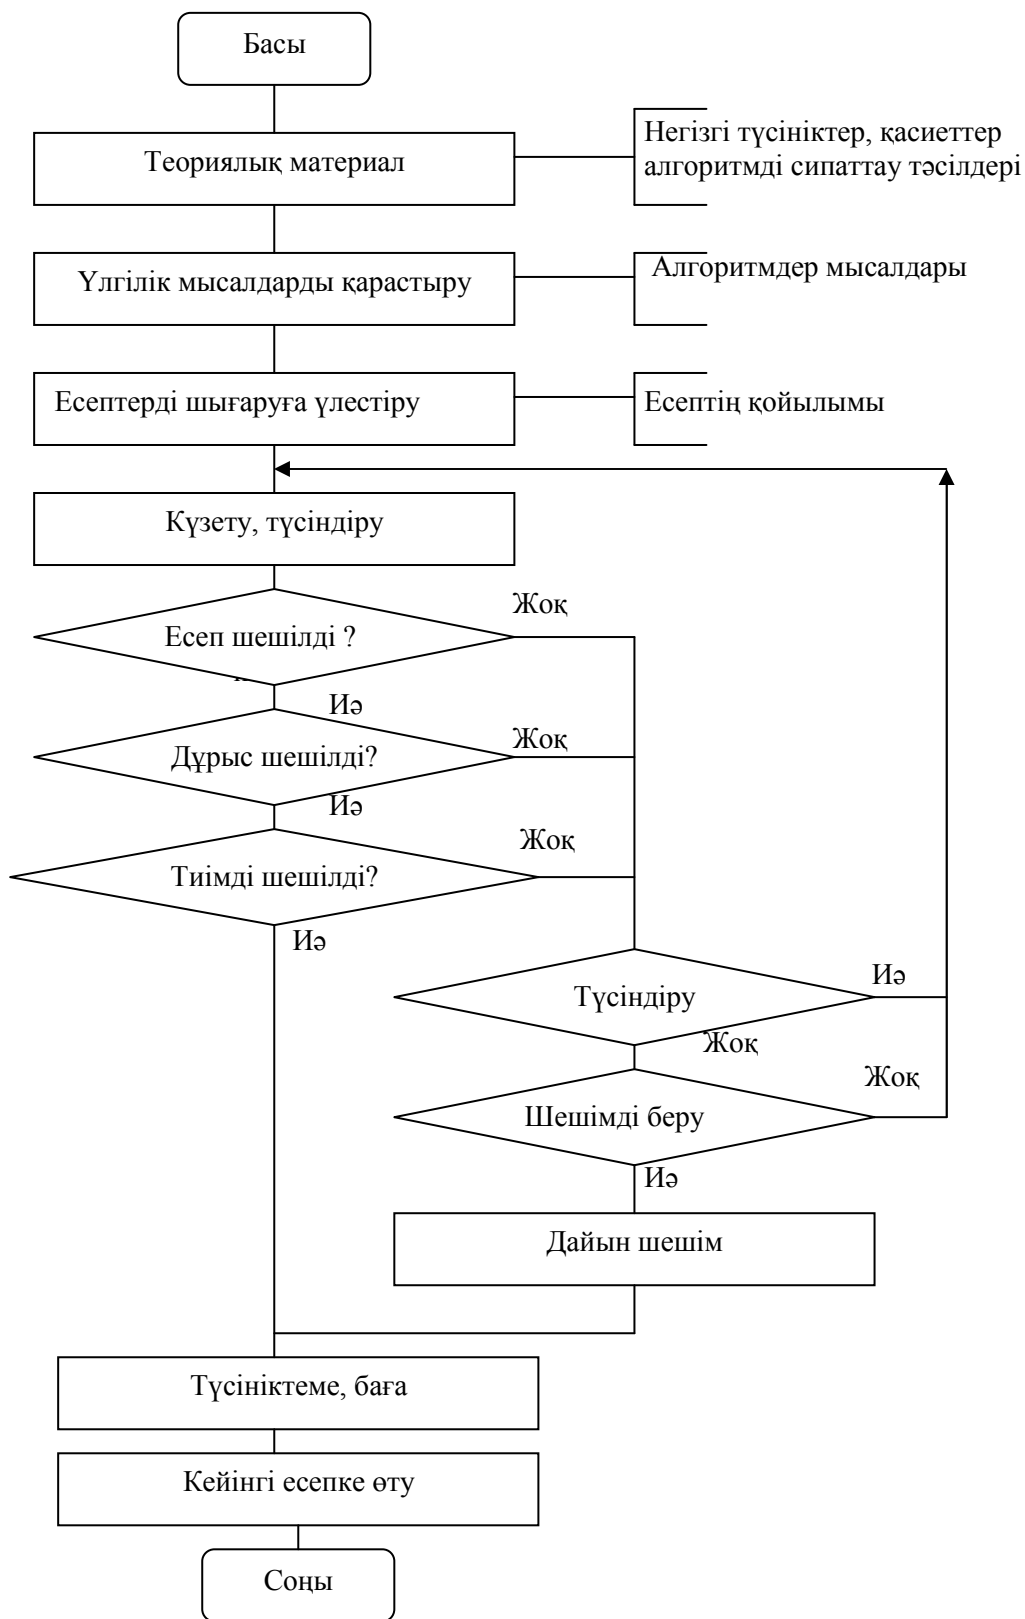 Басы
Теориялық материал
Негізгі түсініктер, қасиеттер
алгоритмді сипаттау тәсілдері
Үлгілік мысалдарды қарастыру
Алгоритмдер мысалдары
Есептерді шығаруға үлестіру
Есептің қойылымы
Күзету, түсіндіру
Есеп шешілді ?
Жоқ
Иә
Дұрыс шешілді?
Жоқ
Иә
Тиімді шешілді?
Жоқ
Иә
Түсіндіру
Иә
Жоқ
Шешімді беру
Жоқ
Иә
Дайын шешім
Түсініктеме, баға
Кейінгі есепке өту
Соңы